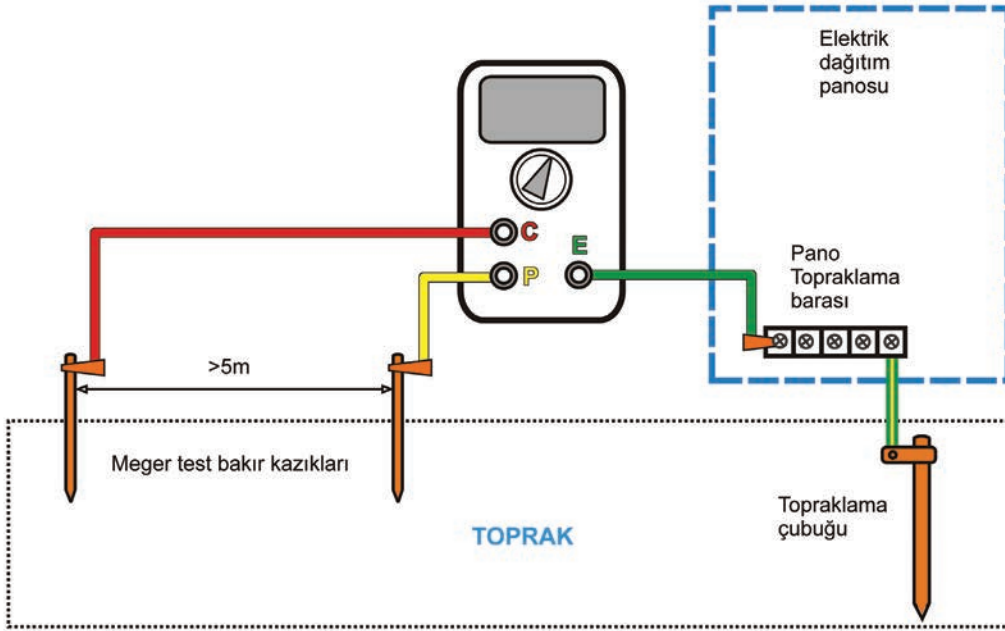 Elektrik
dağıtım
panosu
C
E
P
Pano
Topraklama
barası
>5m
Meger test bakır kazıkları
Topraklama
çubuğu
TOPRAK